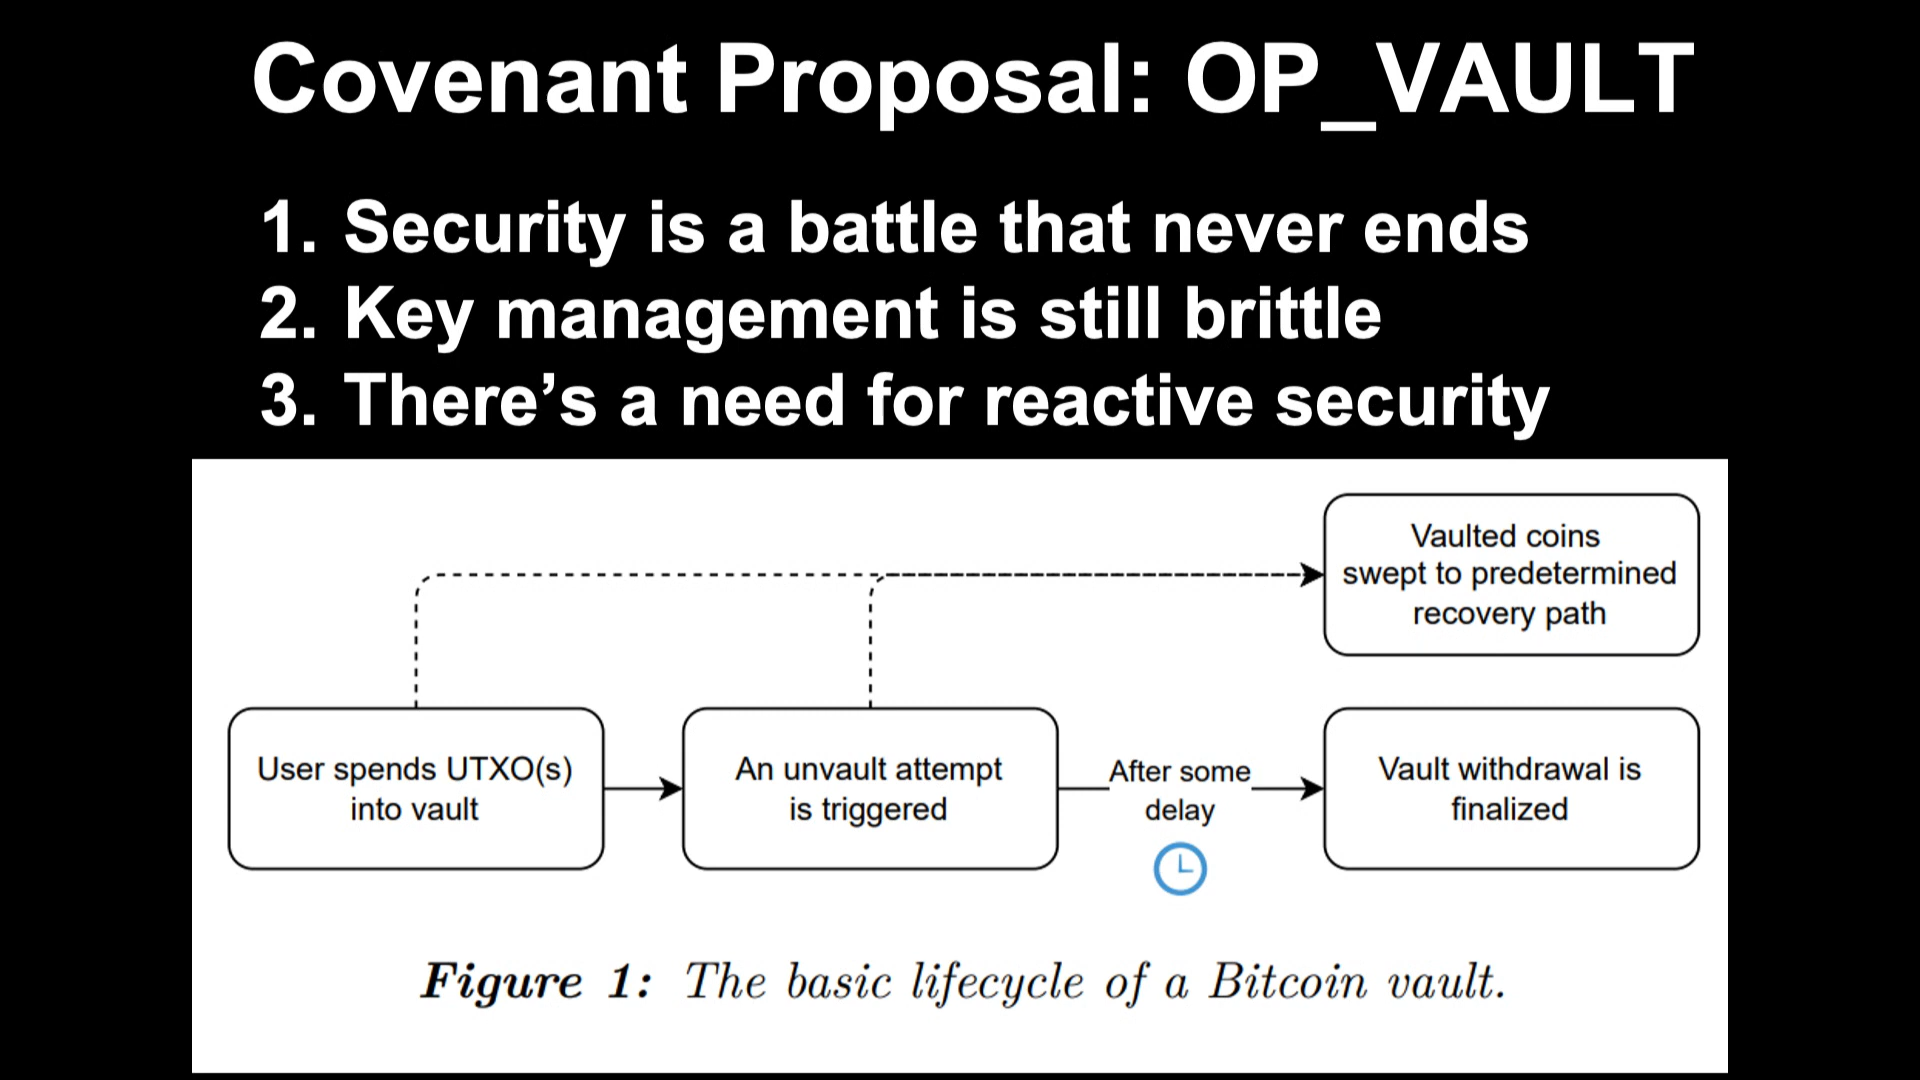 Covenant Proposal: OP_VAULT
1. Security is a battle that never ends
2. Key management is still brittle
3. There’s a need for reactive security
Vaulted coins
swept to predetermined
recovery path
User spends UTXO(s)
into vault
An unvault attempt
is triggered
After some
delay
Vault withdrawal is
finalized
Figure 1: The basic lifecycle of a Bitcoin vault.